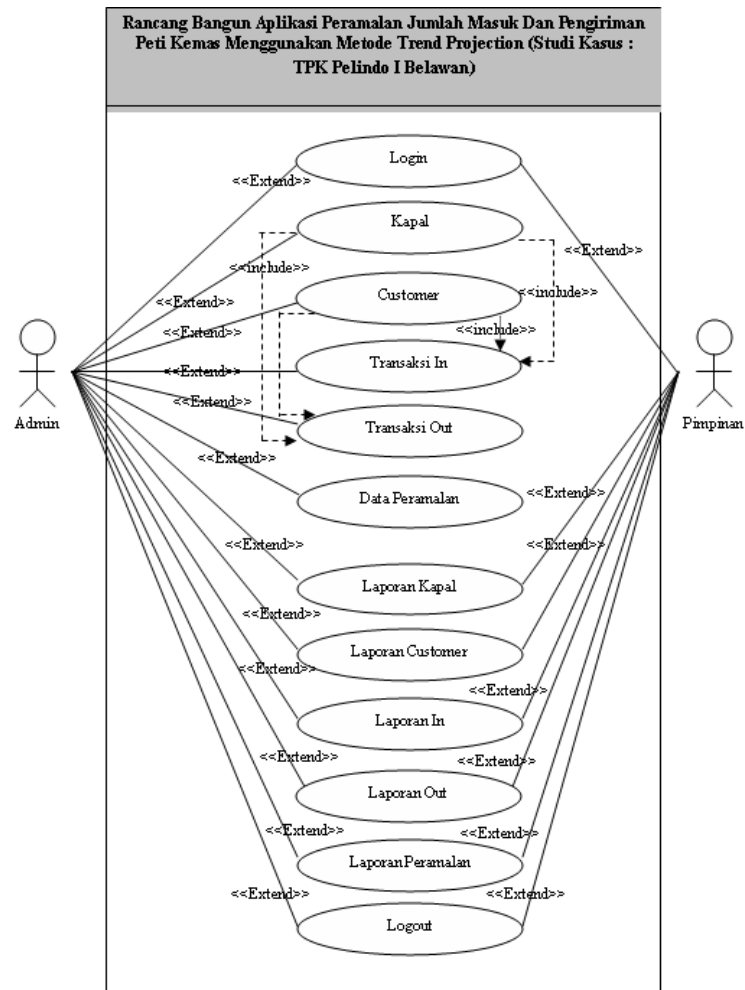 Rancang Bangun Aplikasi Peramalan Jumlah Masuk Dan Pengiriman
Peti Kemas Menggunakan Metode Trend Projection (Studi Kasus :
TPK Pelindo I Belawan)
Login
<<Extend>>
Kapal
<<Extend>>
<<include>>
Customer
<<include>>
<<Extend>>
<<Extend>>
<<include>>
Transaksi In
<<Extend>>
<<Extend>>
Admin
Pimpinan
Transaksi Out
<<Extend>>
Data Peramalan
<<Extend>>
<<Extend>>
<<Extend>>
Laporan Kapal
<<Extend>>
Laporan Customer
<<Extend>>
<<Extend>>
Laporan In
<<Extend>>
<<Extend>>
Laporan Out
<<Extend>>
<<Extend>>
Laporan Peramalan
<<Extend>>
<<Extend>>
Logout